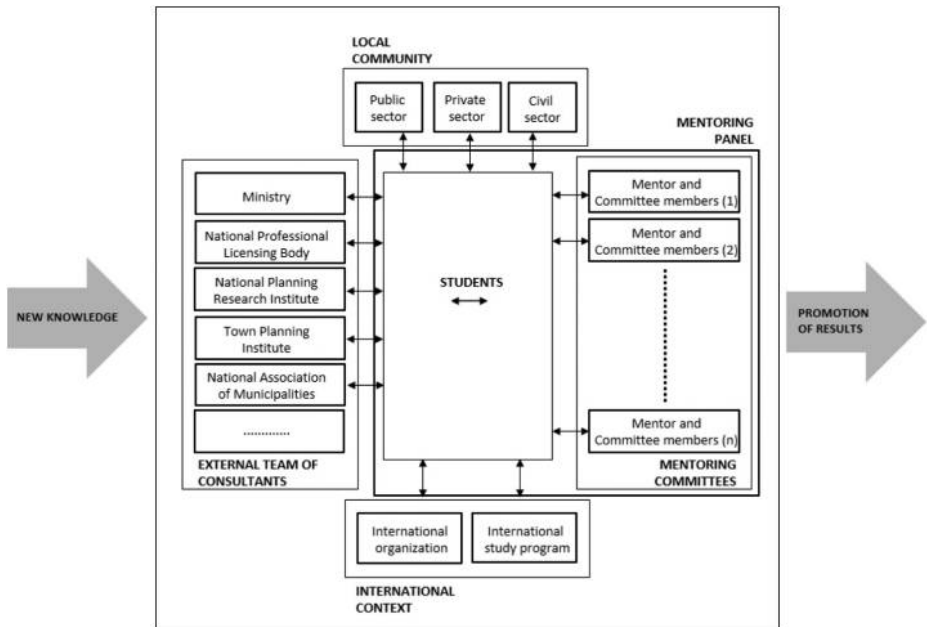 LOCAL
COMMUNITY
Public
sector
Private
sector
Civil
sector
MENTORING
PANEL
Ministry
National Professional
Licensing Body
National Planning
Research Institute
Town Planning
Institute
National Association
of Municipalities
.............
EXTERNAL TEAM OF
CONSULTANTS
NEW KNOWLEDGE
STUDENTS
Mentor and
Committee members (1)
Mentor and
Committee members (2)
Mentor and
Committee members (n)
MENTORING
COMMITTEES
PROMOTION
OF RESULTS
International
organization
International
study program
INTERNATIONAL
CONTEXT